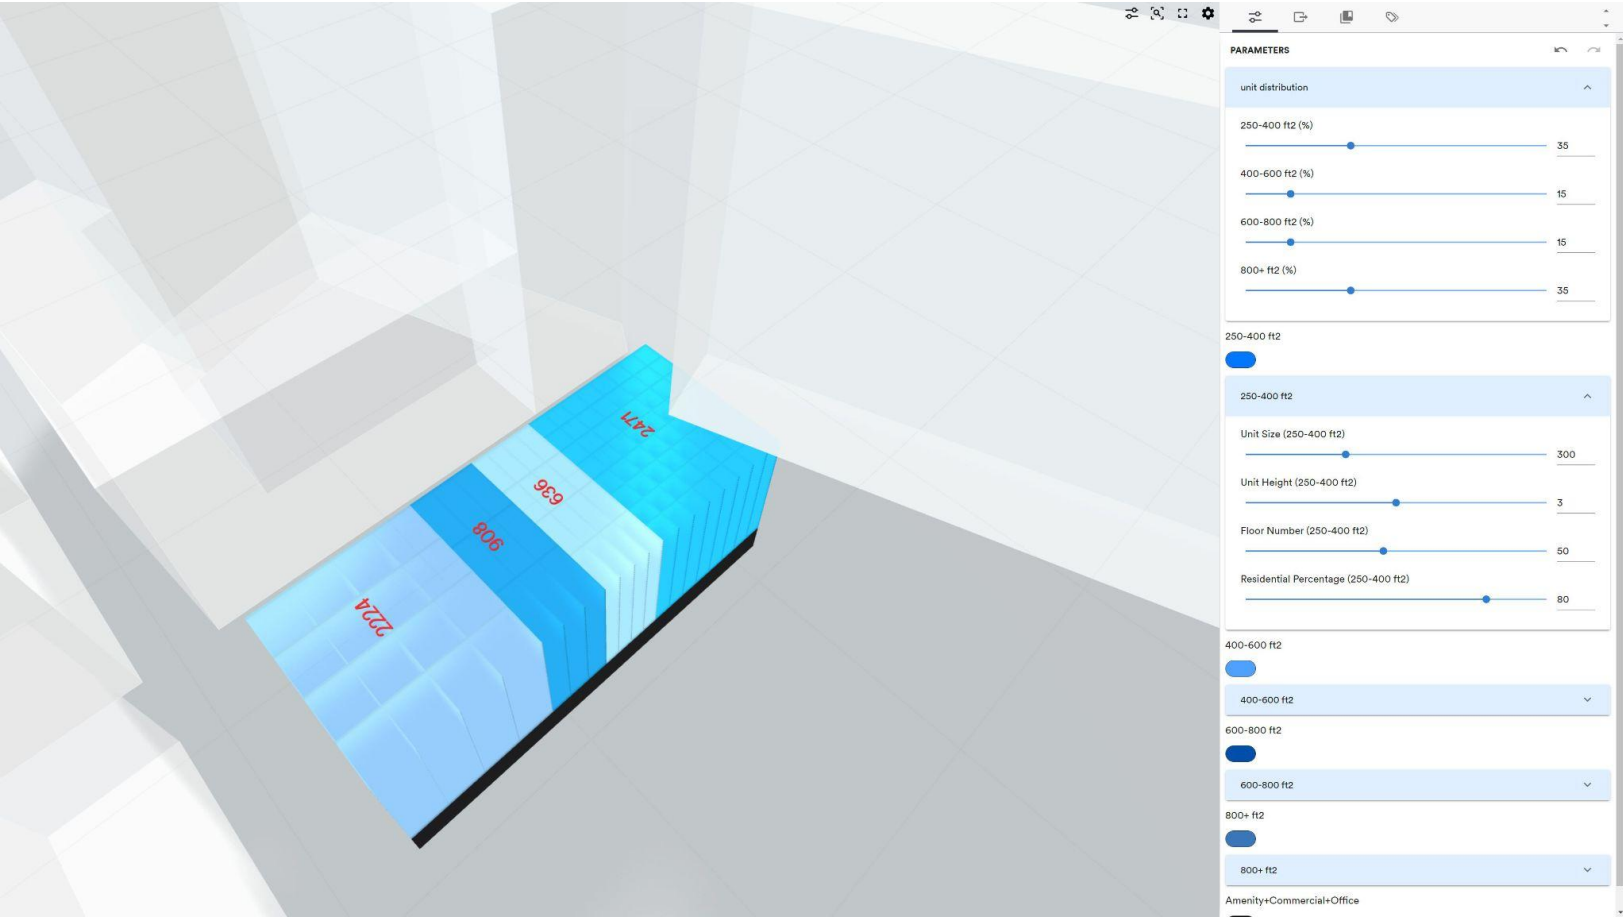 PARAMETERS
unit distribution
250-400 ft2 (%)
35
400-600 ft2 (%)
15
600-800 ft2 (%)
15
800+ ft2 (%)
35
250-400 ft2
250-400 ft2
Unit Size (250-400 ft2)
300
Unit Height (250-400 ft2)
3
Floor Number (250-400 ft2)
50
Residential Percentage (250-400 ft2)
80
400-600 ft2
400-600 ft2
600-800 ft2
600-800 ft2
800+ ft2
800+ ft2
Amenity+Commercial+Office
2471
636
908
2224